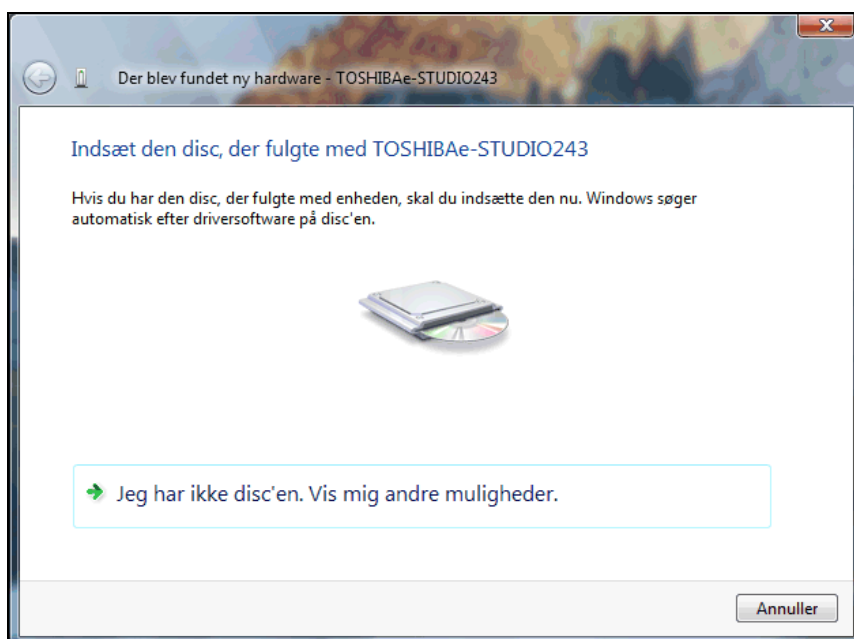 Der blev fundet ny hardware - TOSHIBAe-STUDIO243
Indsæt den disc, der fulgte med TOSHIBAe-STUDIO243
Hvis du har den disc, der fulgte med enheden, skal du indsætte den nu. Windows søger
automatisk efter driversoftware på disc'en.
Jeg har ikke disc'en. Vis mig andre muligheder.
Annuller